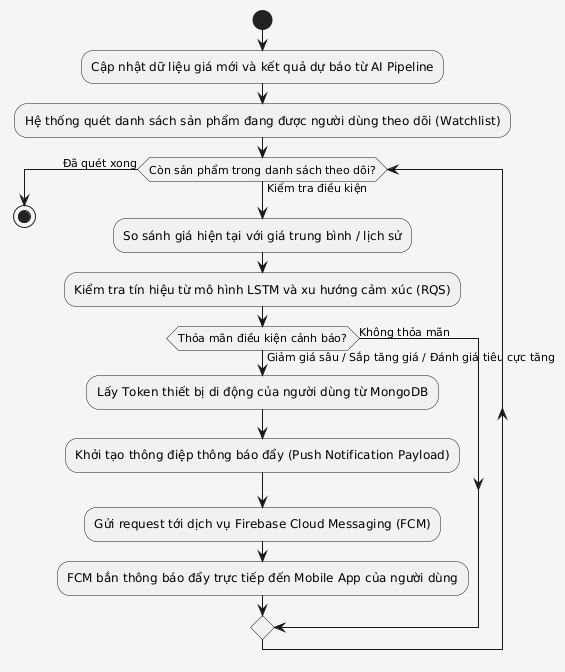 Cập nhật dữ liệu giá mới và kết quả dự báo từ AI Pipeline
Hệ thống quét danh sách sản phẩm đang được người dùng theo dõi (Watchlist)
Đã quét xong
Còn sản phẩm trong danh sách theo dõi?
Kiểm tra điều kiện
So sánh giá hiện tại với giá trung bình / lịch sử
Kiểm tra tín hiệu từ mô hình LSTM và xu hướng cảm xúc (RQS)
Thỏa mãn điều kiện cảnh báo?
Không thỏa mãn
Giảm giá sâu / Sắp tăng giá / Đánh giá tiêu cực tăng
Lấy Token thiết bị di động của người dùng từ MongoDB
Khởi tạo thông điệp thông báo đẩy (Push Notification Payload)
Gửi request tới dịch vụ Firebase Cloud Messaging (FCM)
FCM bắn thông báo đẩy trực tiếp đến Mobile App của người dùng